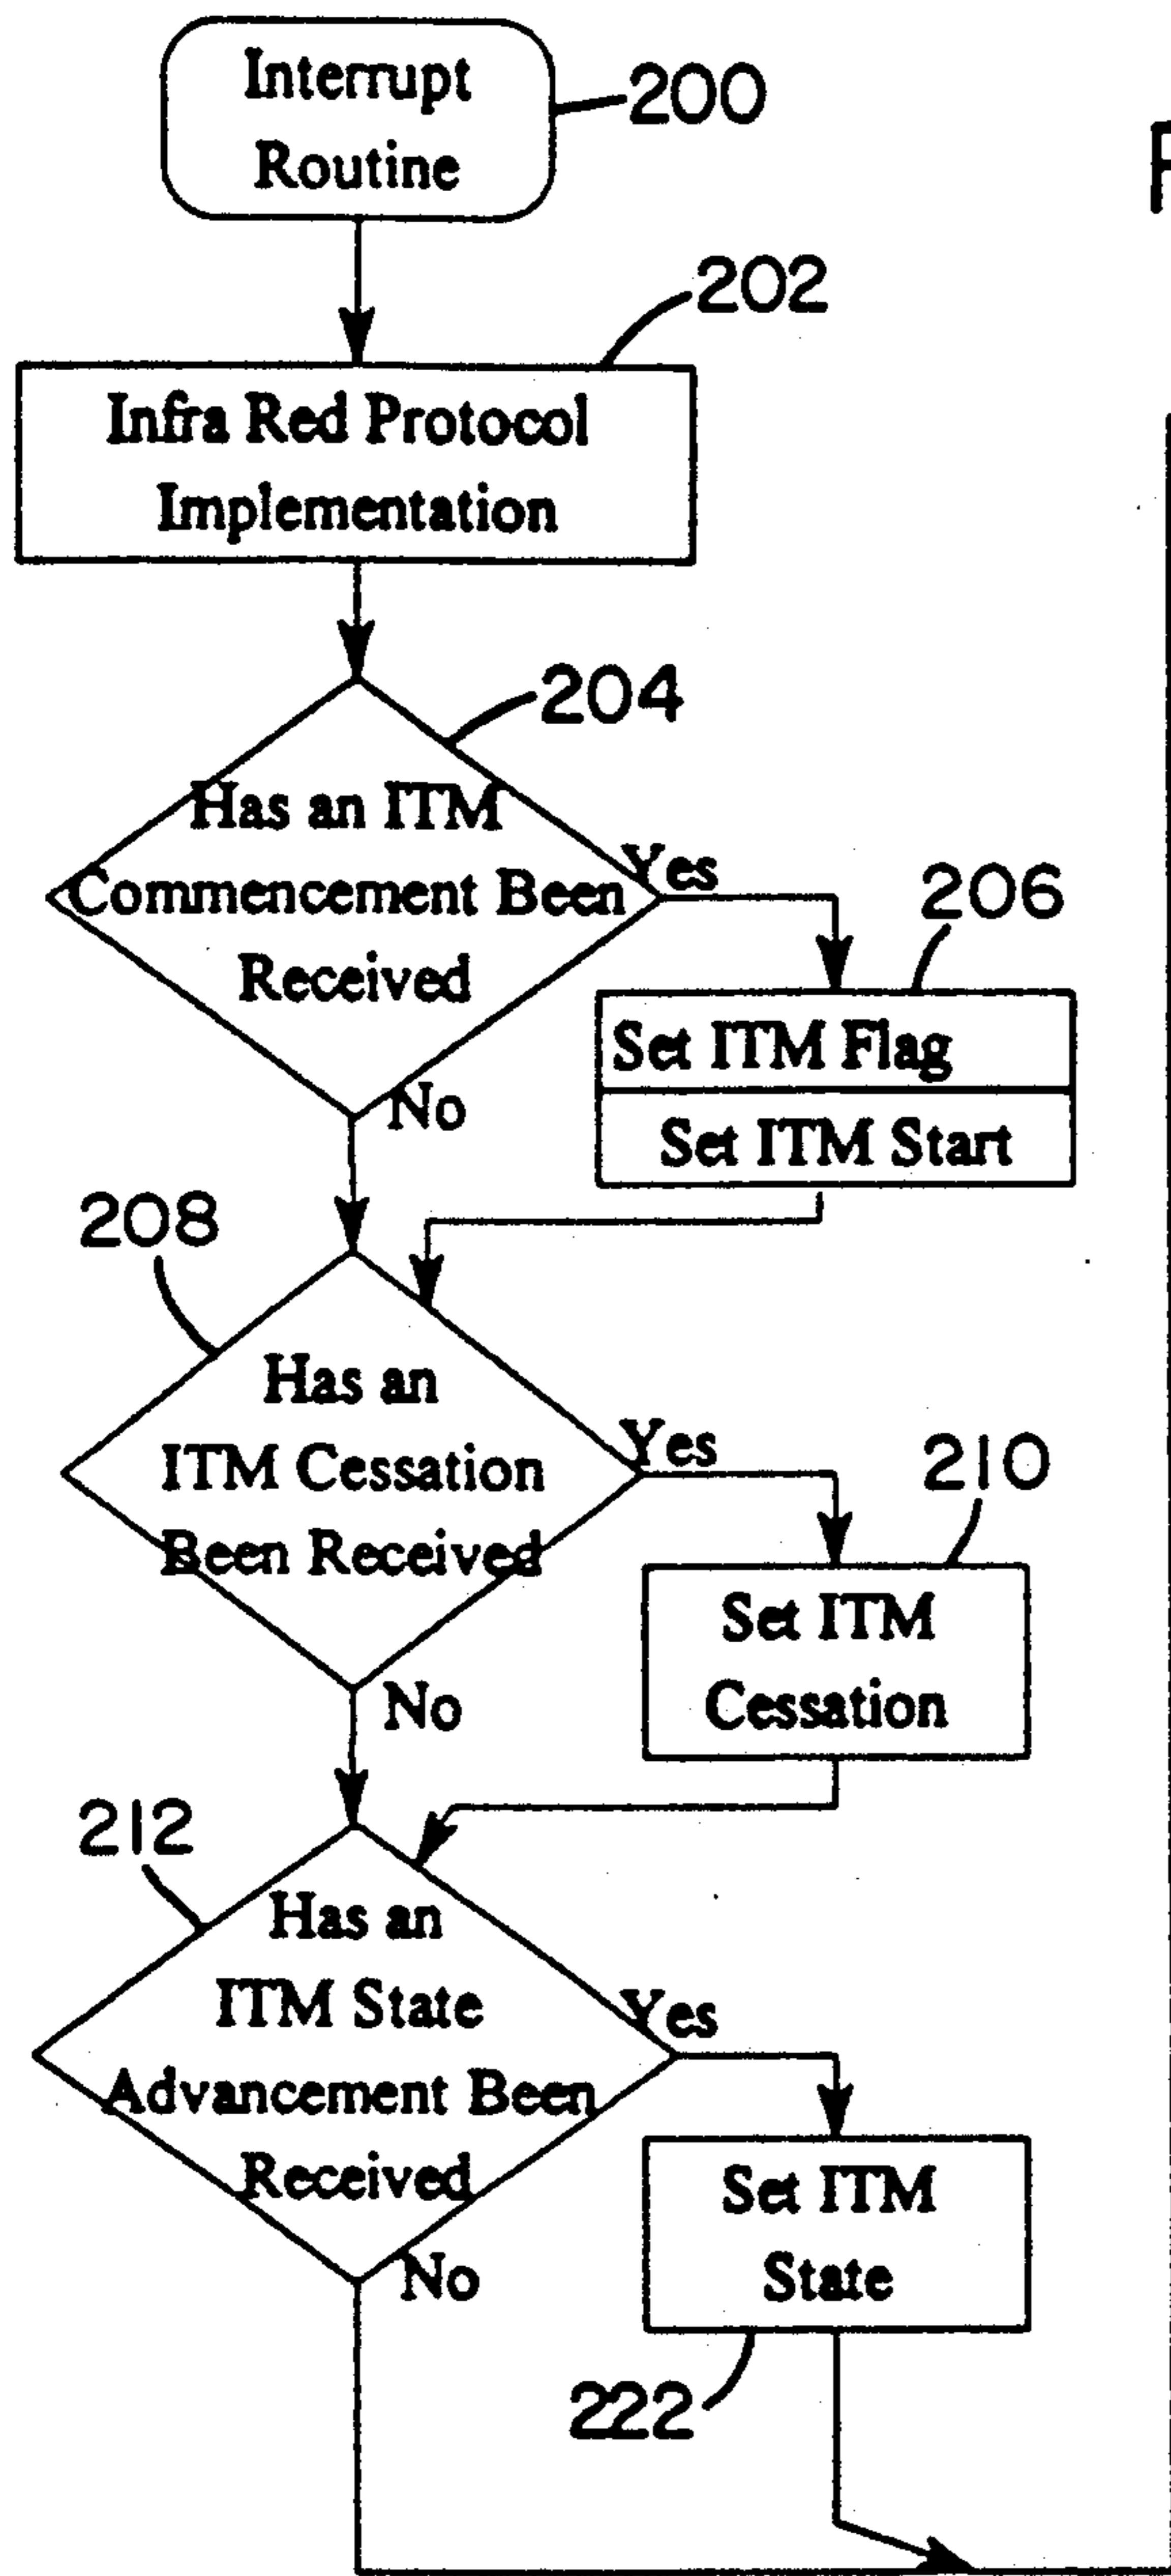 Interrupt
Routine
200
202
Infra Red Protocol
Implementation
204
Has an ITM
Commencement Been
Received
Yes
206
Set ITM Flag
Set ITM Start
No
208
Has an
ITM Cessation
Been Received
Yes
210
Set ITM
Cessation
No
212
Has an
ITM State
Advancement Been
Received
Yes
Set ITM
State
No
222